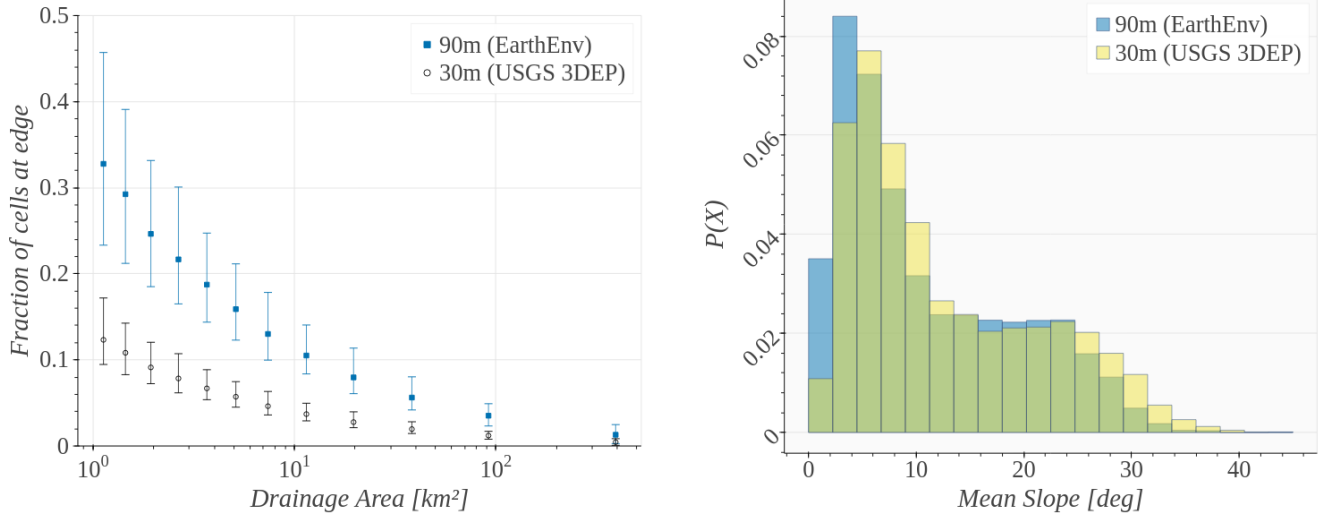 0.5
0.4
0.3
0.2
0.1
0
Fraction of cells at edge
90m (EarthEnv)
30m (USGS 3DEP)
10⁰
10¹
10²
Drainage Area [km²]
0.08
0.06
0.04
0.02
0
P(X)
90m (EarthEnv)
30m (USGS 3DEP)
0
10
20
30
40
Mean Slope [deg]